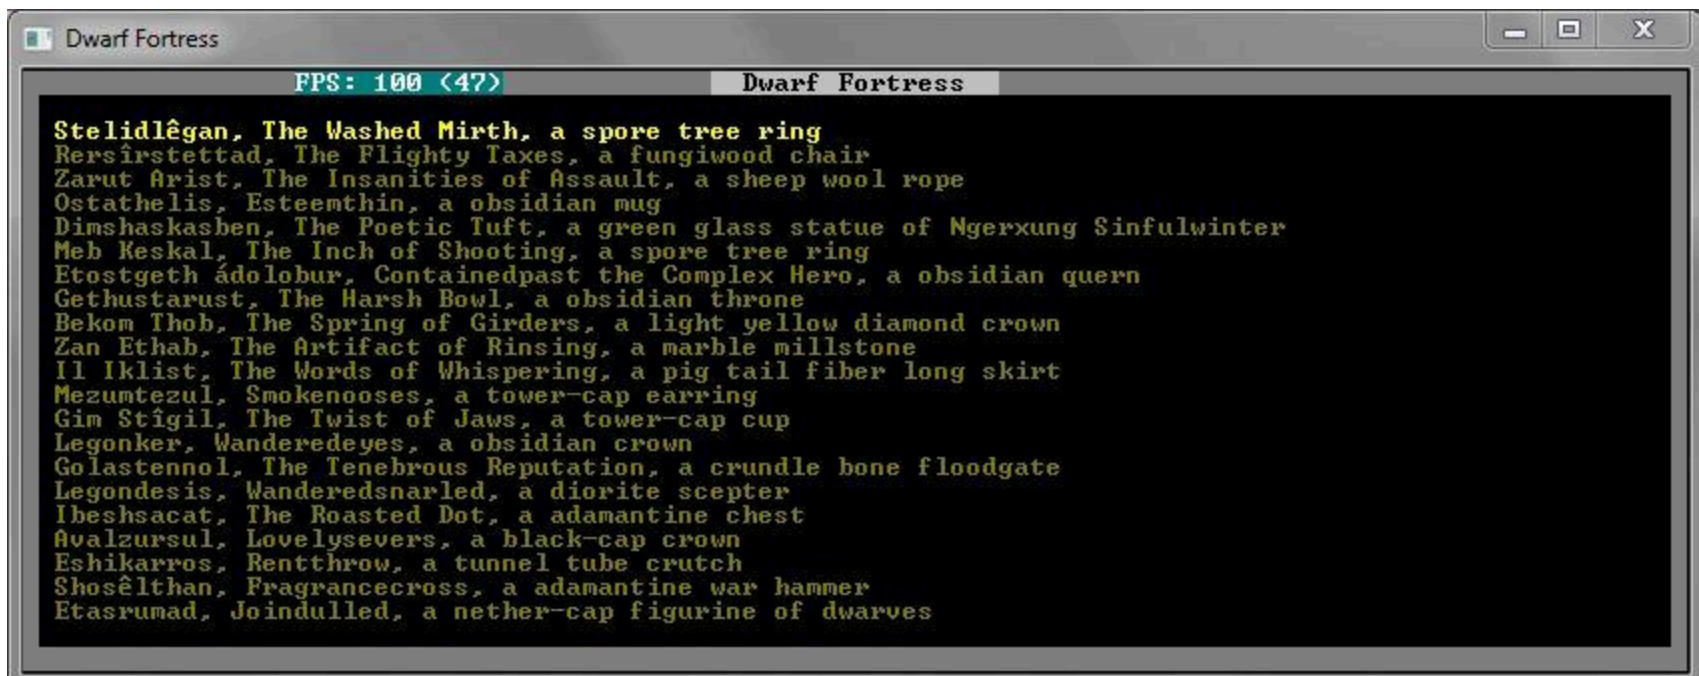 Dwarf Fortress
FPS: 100 (47) Dwarf Fortress
Stelidlêgan, The Washed Mirth, a spore tree ring
Rersîrstettad, The Flighty Taxes, a fungiwood chair
Zarut Arist, The Insanities of Assault, a sheep wool rope
Ostathelis, Esteemthin, a obsidian mug
Dimshaskasben, The Poetic Tuft, a green glass statue of Ngerxung Sinfulwinter
Meb Keskal, The Inch of Shooting, a spore tree ring
Etostgeth ádolobur, Containedpast the Complex Hero, a obsidian quern
Gethustarust, The Harsh Bowl, a obsidian throne
Bekom Thob, The Spring of Girders, a light yellow diamond crown
Zan Ethab, The Artifact of Rinsing, a marble millstone
Il Iklist, The Words of Whispering, a pig tail fiber long skirt
Mezumtezul, Smokenooses, a tower-cap earring
Gim Stîgil, The Twist of Jaws, a tower-cap cup
Legonker, Wanderedeyes, a obsidian crown
Golastennol, The Tenebrous Reputation, a crundle bone floodgate
Legondesis, Wanderedsnarled, a diorite scepter
Ibeshsacat, The Roasted Dot, a adamantine chest
Avalzursul, Lovelysevers, a black-cap crown
Eshikarros, Rentthrow, a tunnel tube crutch
Shosêlthan, Fragrancecross, a adamantine war hammer
Etasrumad, Joindulled, a nether-cap figurine of dwarves